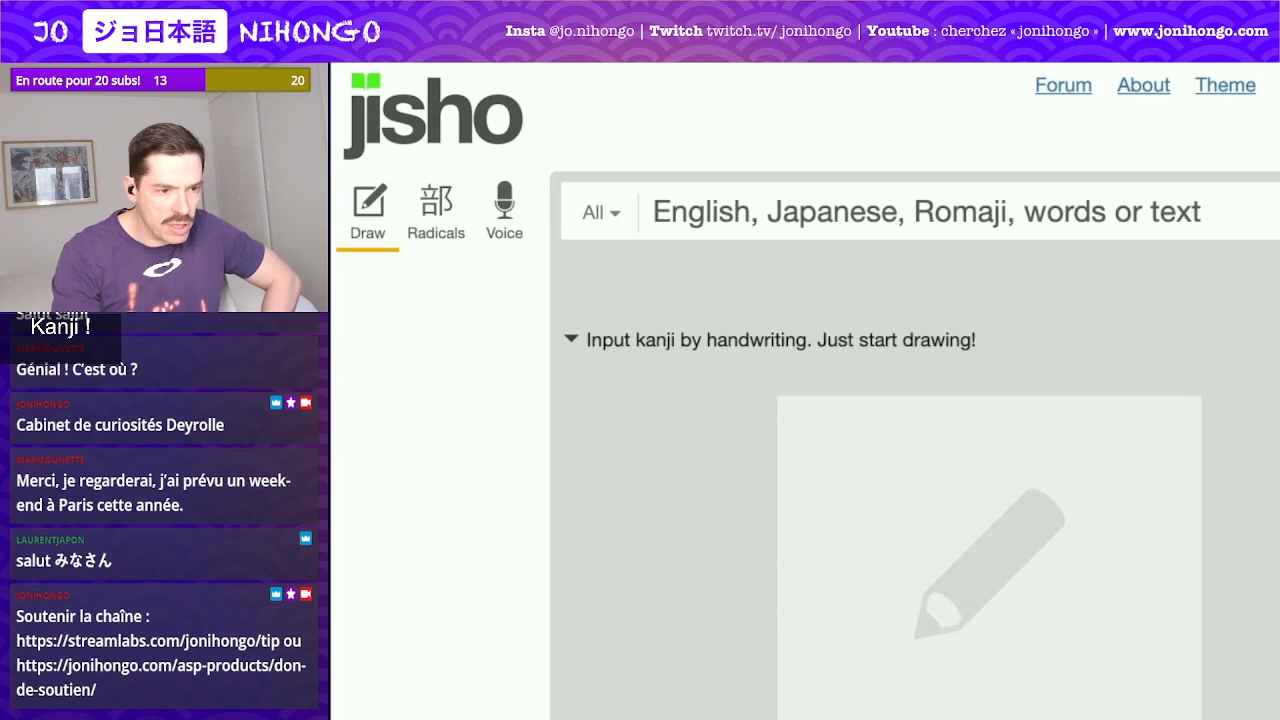 JO ジョ日本語 NIHONGO
Insta @jo.nihongo | Twitch twitch.tv/ jonihongo | Youtube : cherchez « jonihongo » | www.jonihongo.com
En route pour 20 subs! 13 20
Salut salut
Kanji !
MARMOUNETTE
Génial ! C’est où ?
JONIHONGO
Cabinet de curiosités Deyrolle
MARMOUNETTE
Merci, je regarderai, j’ai prévu un week-
end à Paris cette année.
LAURENTJAPON
salut みなさん
JONIHONGO
Soutenir la chaîne :
https://streamlabs.com/jonihongo/tip ou
https://jonihongo.com/asp-products/don-
de-soutien/
jisho
Forum About Theme
部
Draw Radicals Voice
All English, Japanese, Romaji, words or text
Input kanji by handwriting. Just start drawing!